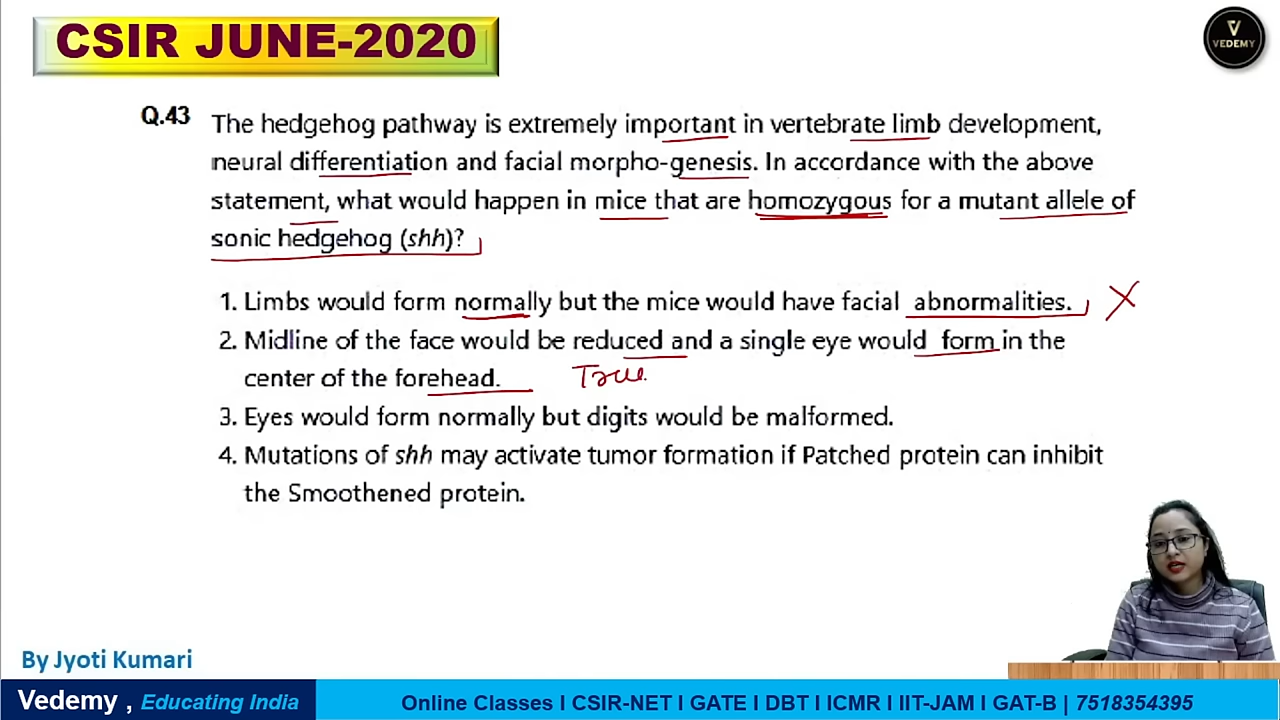 CSIR JUNE-2020
V
VEDEMY
Q.43 The hedgehog pathway is extremely important in vertebrate limb development,
neural differentiation and facial morpho-genesis. In accordance with the above
statement, what would happen in mice that are homozygous for a mutant allele of
sonic hedgehog (shh)?
1. Limbs would form normally but the mice would have facial abnormalities. X
2. Midline of the face would be reduced and a single eye would form in the
center of the forehead. True
3. Eyes would form normally but digits would be malformed.
4. Mutations of shh may activate tumor formation if Patched protein can inhibit
the Smoothened protein.
By Jyoti Kumari
Vedemy , Educating India Online Classes I CSIR-NET I GATE I DBT I ICMR I IIT-JAM I GAT-B | 7518354395